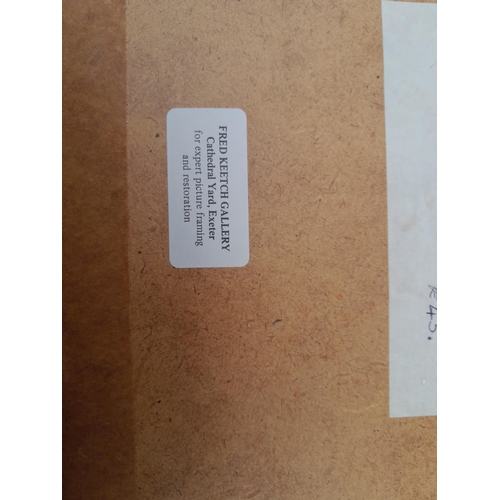 FRED KEETCH GALLERY
Cathedral Yard, Exeter
for expert picture framing
and restoration
£45.